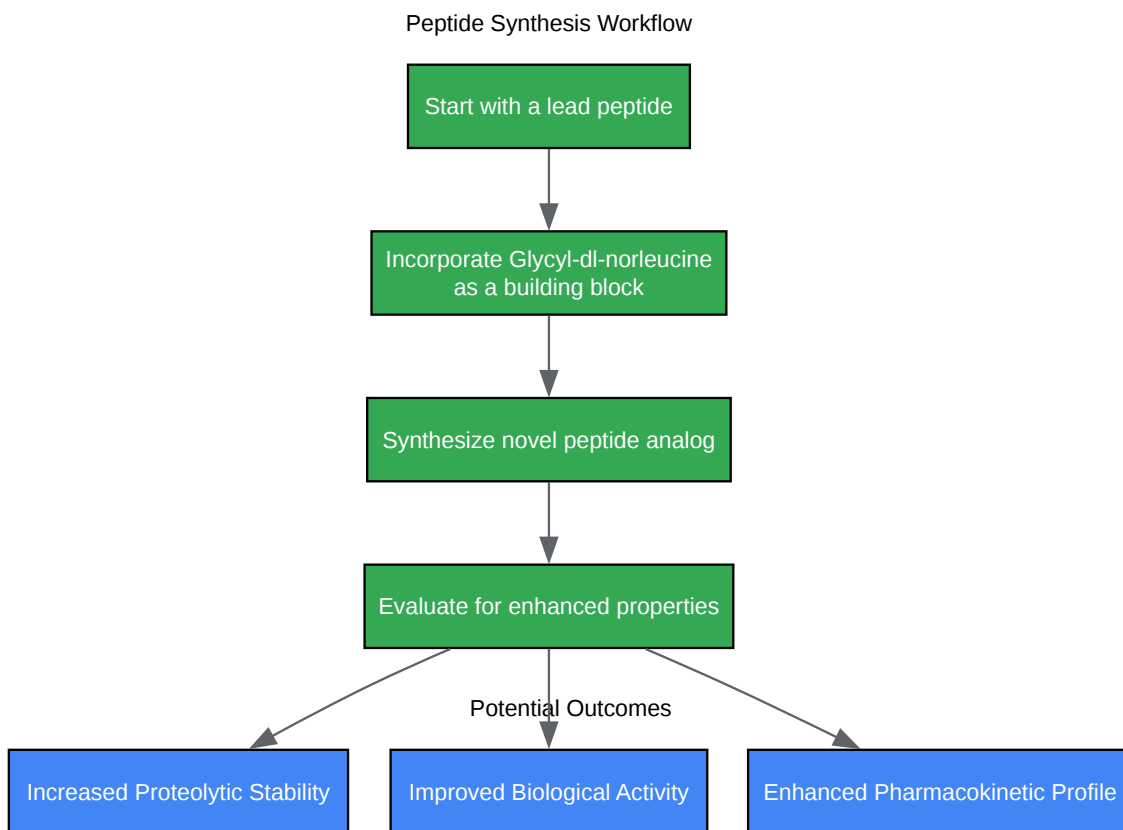 Peptide Synthesis Workflow
Start with a lead peptide
Incorporate Glycyl-dl-norleucine
as a building block
Synthesize novel peptide analog
Evaluate for enhanced properties
Potential Outcomes
Increased Proteolytic Stability
Improved Biological Activity
Enhanced Pharmacokinetic Profile